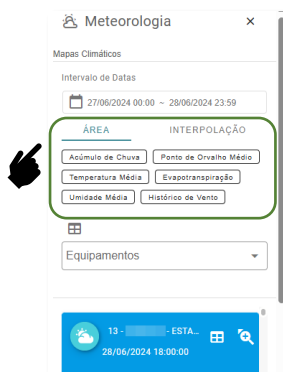 Meteorologia ×
Mapas Climáticos
Intervalo de Datas
27/06/2024 00:00 ~ 28/06/2024 23:59
ÁREA INTERPOLAÇÃO
Acúmulo de Chuva Ponto de Orvalho Médio
Temperatura Média Evapotranspiração
Umidade Média Histórico de Vento
Equipamentos
13 - - ESTA...
28/06/2024 18:00:00